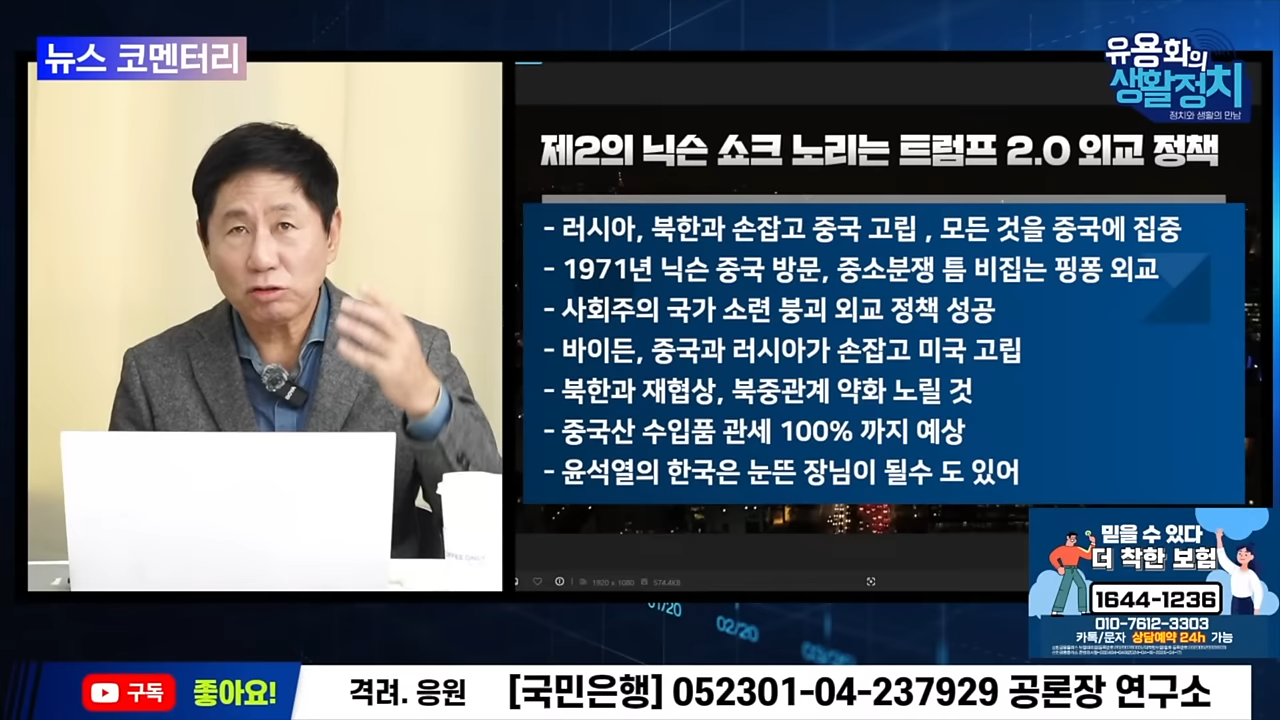 뉴스 코멘터리
유용화의
생활정치
정치와 생활의 만남
제2의 닉슨 쇼크 노리는 트럼프 2.0 외교 정책
- 러시아, 북한과 손잡고 중국 고립 , 모든 것을 중국에 집중
- 1971년 닉슨 중국 방문, 중소분쟁 틈 비집는 핑퐁 외교
- 사회주의 국가 소련 붕괴 외교 정책 성공
- 바이든, 중국과 러시아가 손잡고 미국 고립
- 북한과 재협상, 북중관계 약화 노릴 것
- 중국산 수입품 관세 100% 까지 예상
- 윤석열의 한국은 눈뜬 장님이 될수 도 있어
1920 x 1080 574.4KB
01/20
02/20
믿을 수 있다
더 착한 보험
1644-1236
010-7612-3303
카톡/문자 상담예약 24h 가능
구독 좋아요! 격려. 응원 [국민은행] 052301-04-237929 공론장 연구소